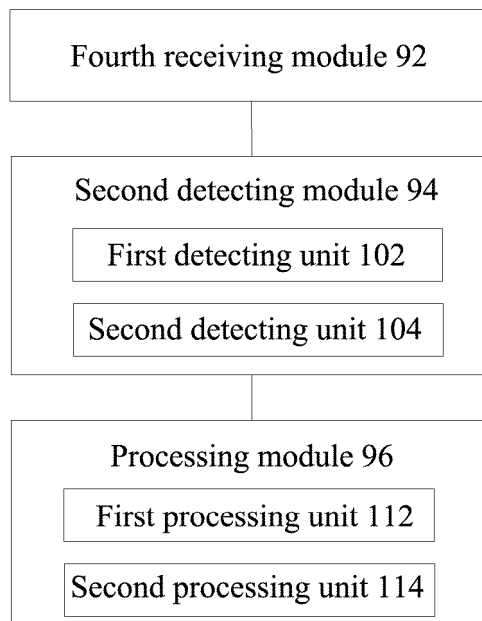 Fourth receiving module 92
Second detecting module 94
First detecting unit 102
Second detecting unit 104
Processing module 96
First processing unit 112
Second processing unit 114